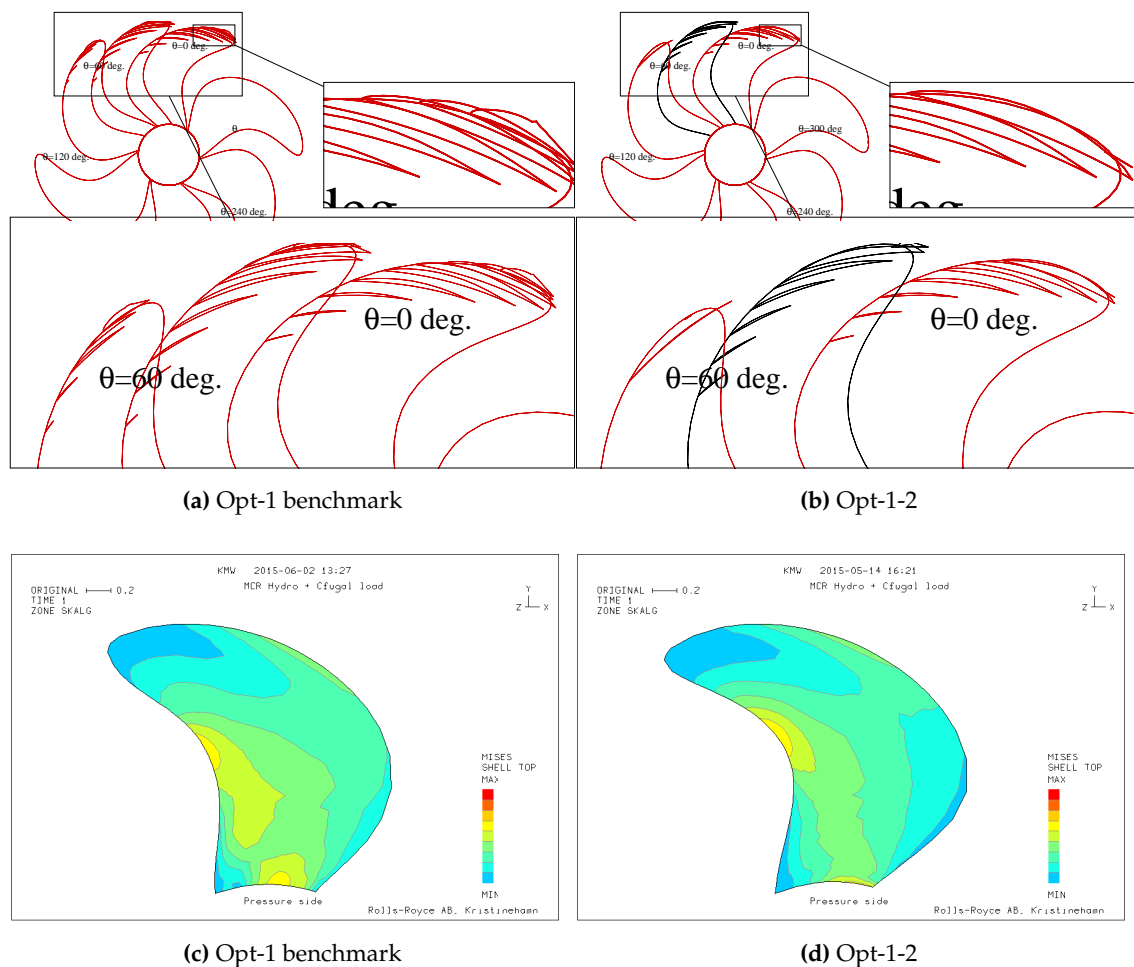 θ=0 deg.
θ=60 deg.
θ
θ=120 deg.
θ=240 deg.
deg.
θ=0 deg.
θ=60 deg.
(a) Opt-1 benchmark
θ=0 deg.
θ=60 deg.
θ=300 deg
θ=120 deg.
θ=240 deg.
deg
θ=0 deg.
θ=60 deg.
(b) Opt-1-2
KMW 2015-06-02 13:27
MCR Hydro + Cfugal load
ORIGINAL 0.2
TIME 1
ZONE SKALG
Y
Z X
MISES
SHELL TOP
MAX
MIN
Pressure side
Rolls-Royce AB, Kristinehamn
(c) Opt-1 benchmark
KMW 2015-05-14 16:21
MCR Hydro + Cfugal load
ORIGINAL 0.2
TIME 1
ZONE SKALG
Y
Z X
MISES
SHELL TOP
MAX
MIN
Pressure side
Rolls-Royce AB, Kristinehamn
(d) Opt-1-2